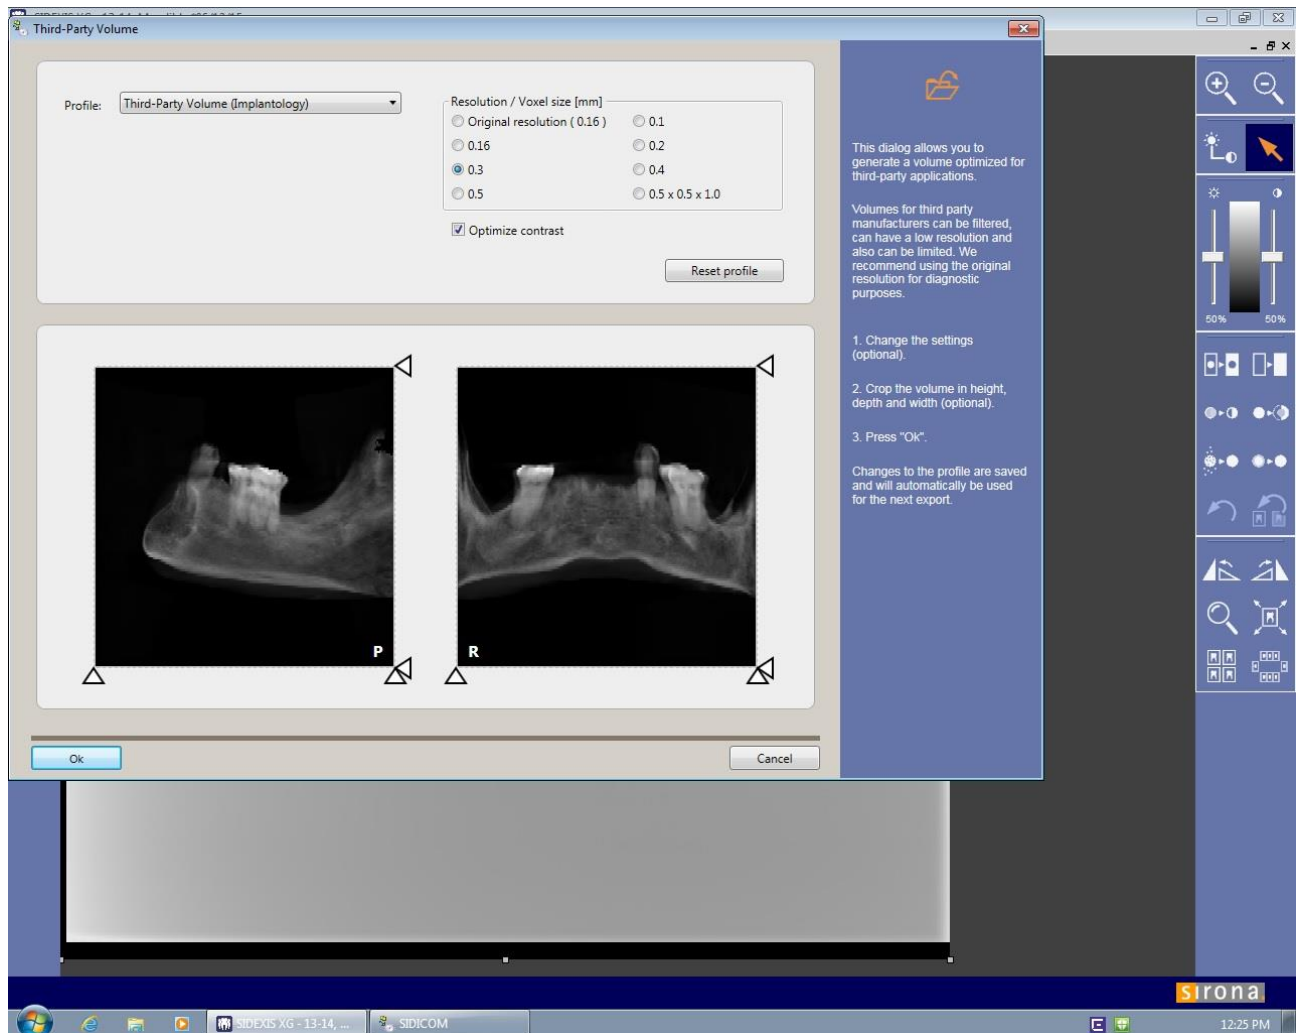 Third-Party Volume
Profile:
Third-Party Volume (Implantology)
Resolution / Voxel size [mm]
Original resolution ( 0.16 )
0.1
0.16
0.2
0.3
0.4
0.5
0.5 x 0.5 x 1.0
Optimize contrast
Reset profile
P
R
Ok
Cancel
This dialog allows you to
generate a volume optimized for
third-party applications.
Volumes for third party
manufacturers can be filtered,
can have a low resolution and
also can be limited. We
recommend using the original
resolution for diagnostic
purposes.
1. Change the settings
(optional).
2. Crop the volume in height,
depth and width (optional).
3. Press "Ok".
Changes to the profile are saved
and will automatically be used
for the next export.
50%
50%
sirona.
SIDEXIS XG - 13-14, ...
SIDICOM
12:25 PM